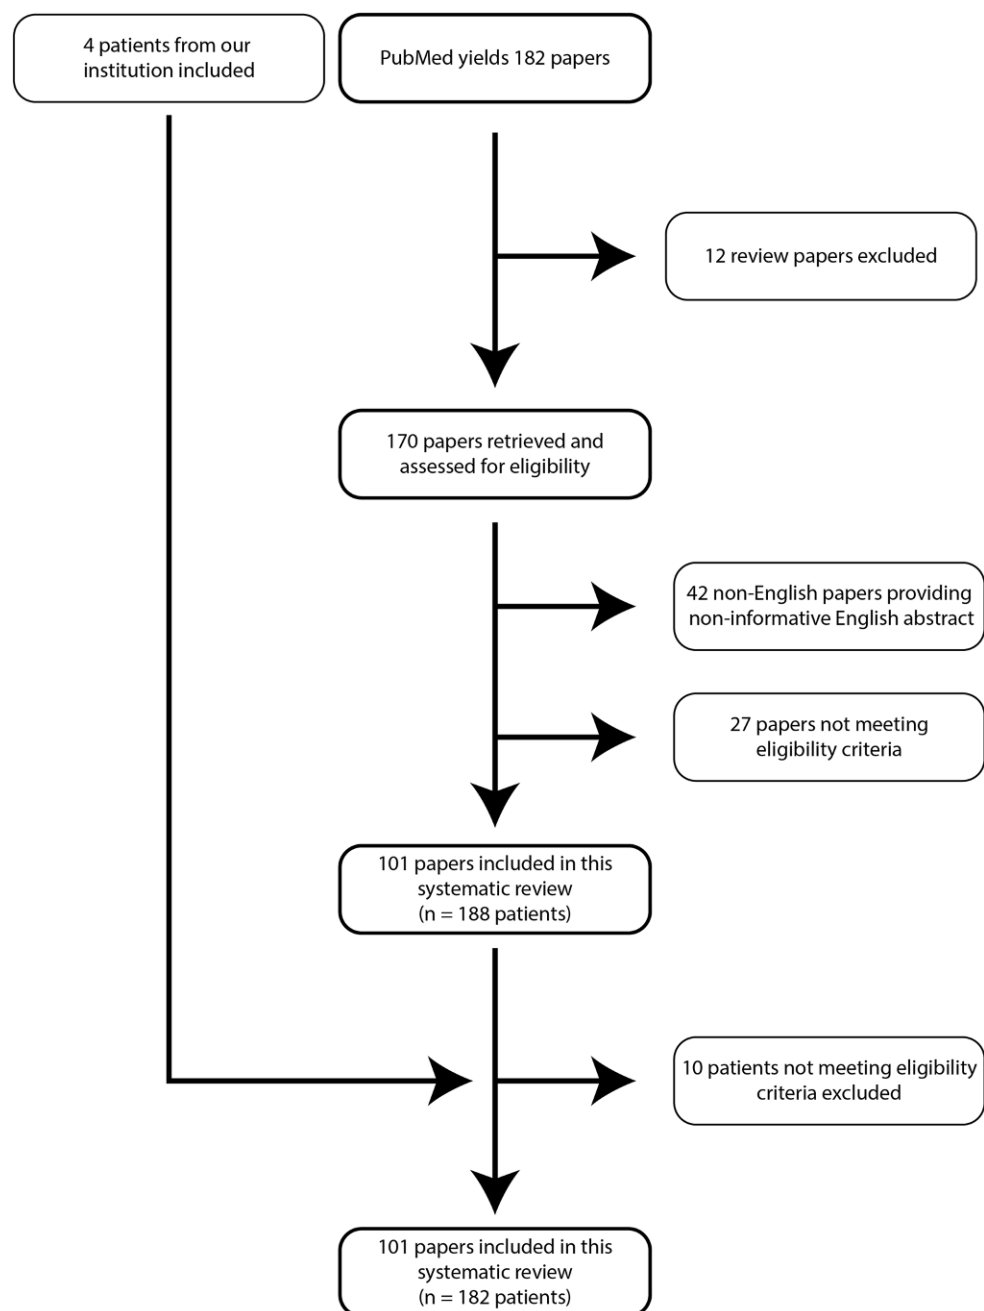 4 patients from our
institution included
PubMed yields 182 papers
12 review papers excluded
170 papers retrieved and
assessed for eligibility
42 non-English papers providing
non-informative English abstract
27 papers not meeting
eligibility criteria
101 papers included in this
systematic review
(n = 188 patients)
10 patients not meeting eligibility
criteria excluded
101 papers included in this
systematic review
(n = 182 patients)